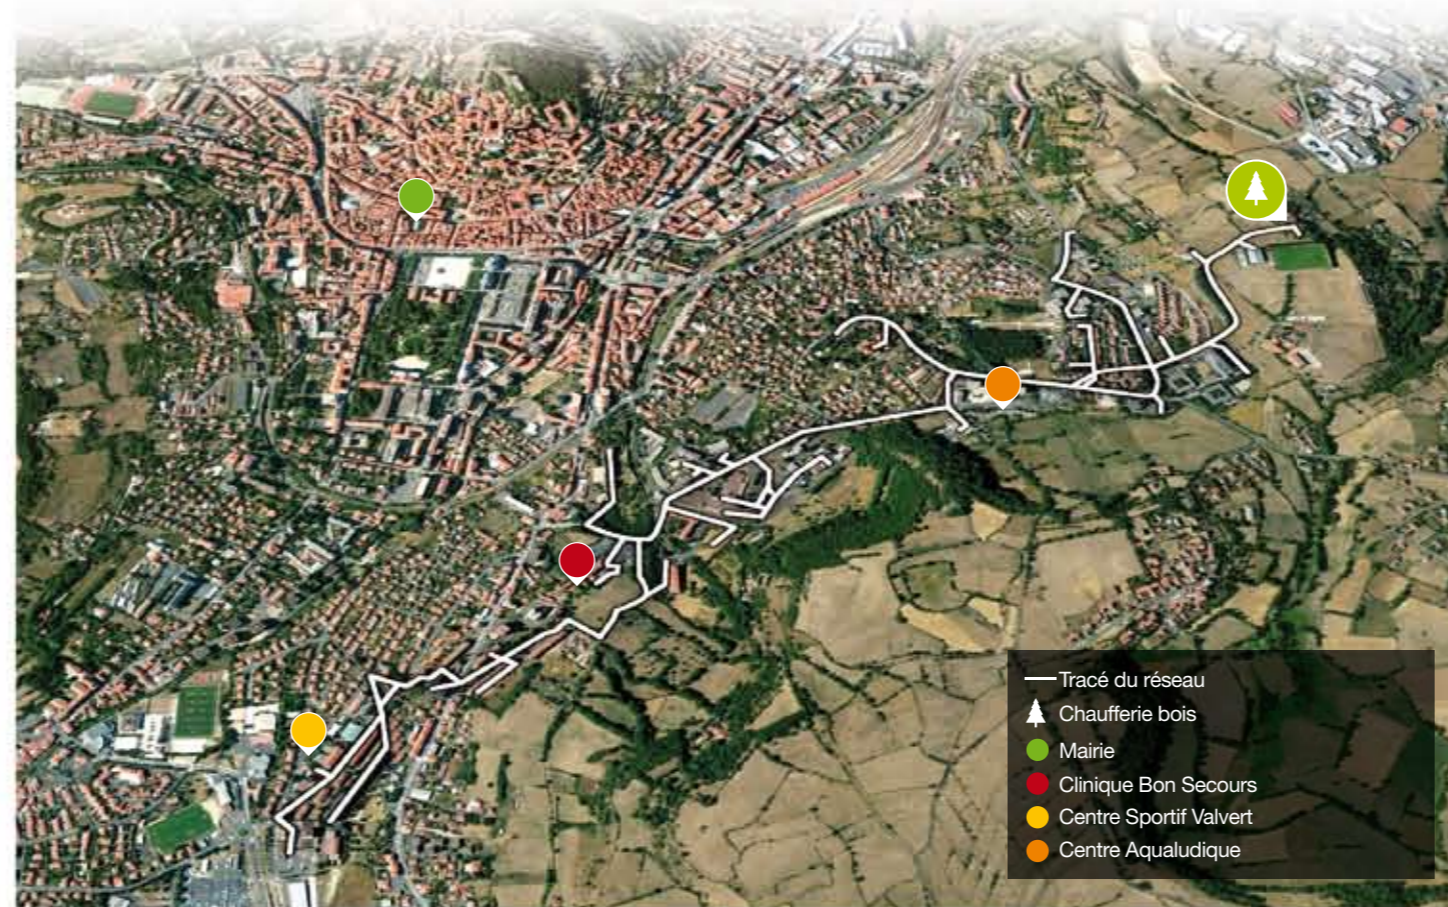 Tracé du réseau
Chaufferie bois
Mairie
Clinique Bon Secours
Centre Sportif Valvert
Centre Aqualudique